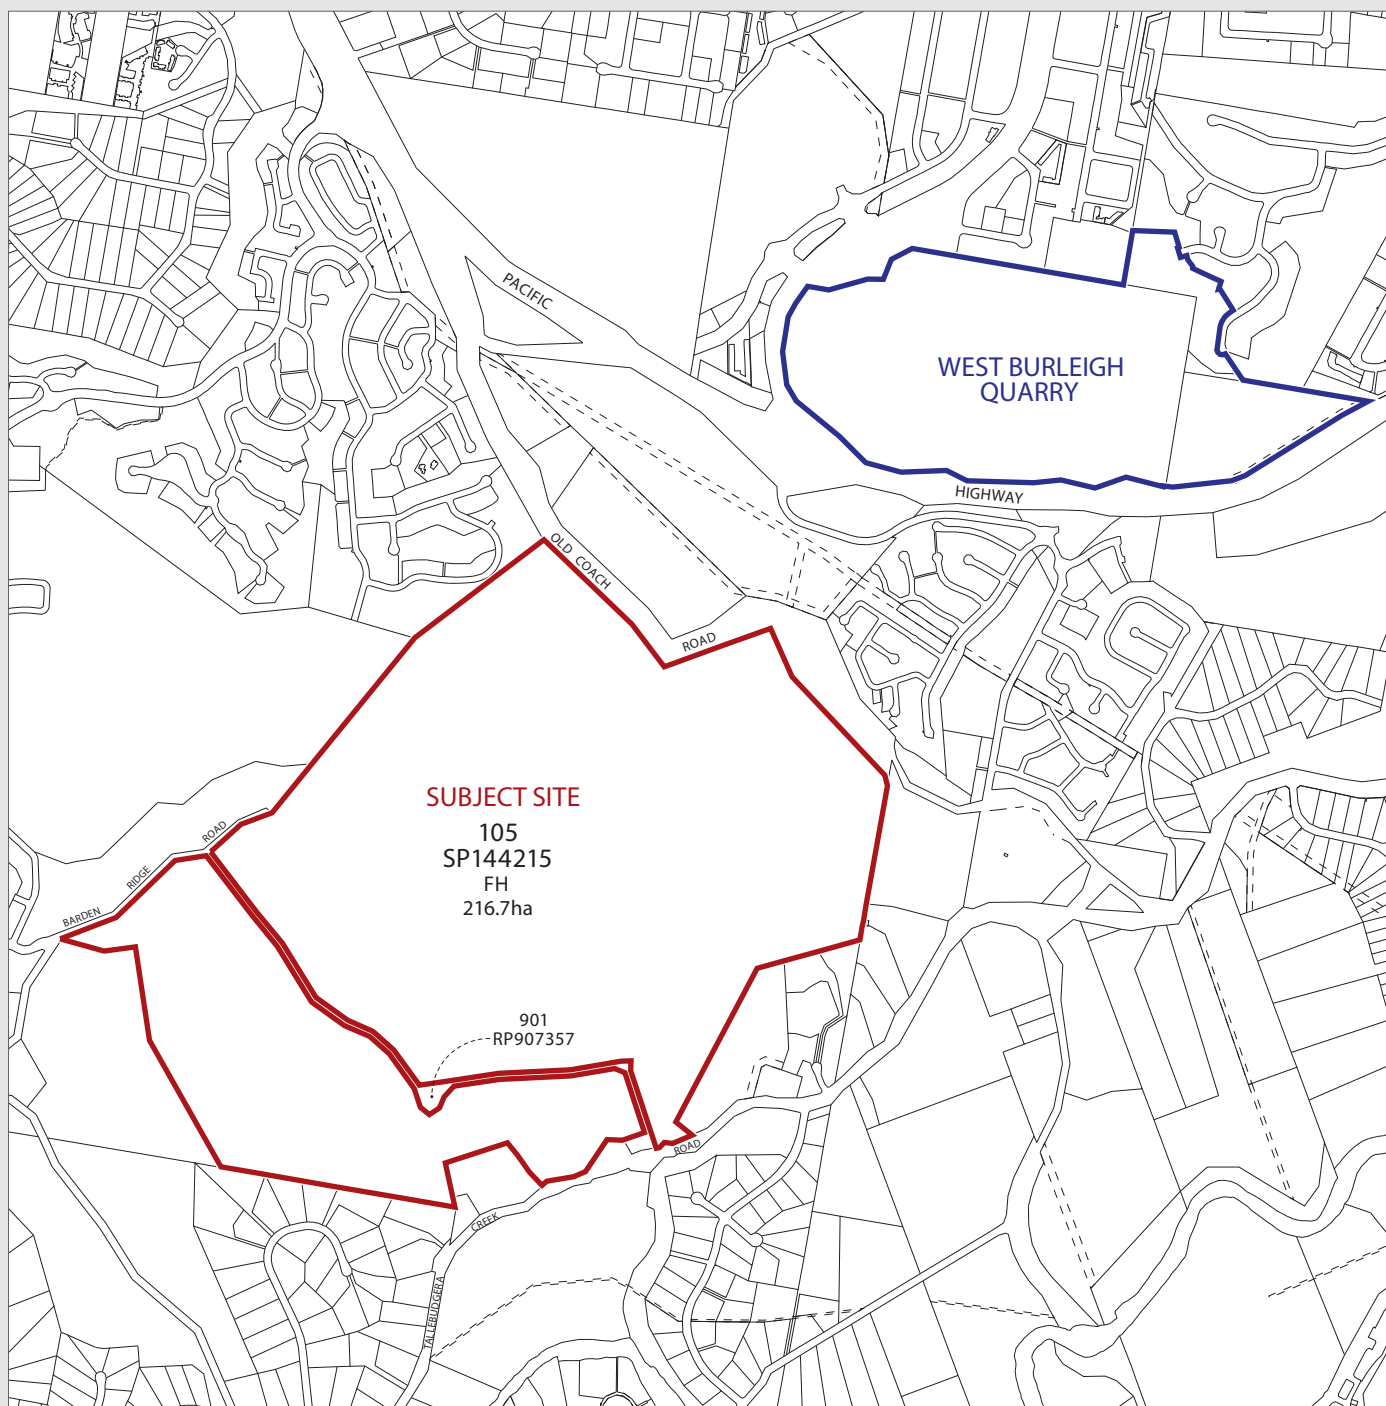 PACIFIC
WEST BURLEIGH
QUARRY
HIGHWAY
OLD COACH
ROAD
SUBJECT SITE
105
SP144215
FH
216.7ha
BARDEN RIDGE ROAD
901
RP907357
TALLEBUDGERA CREEK ROAD